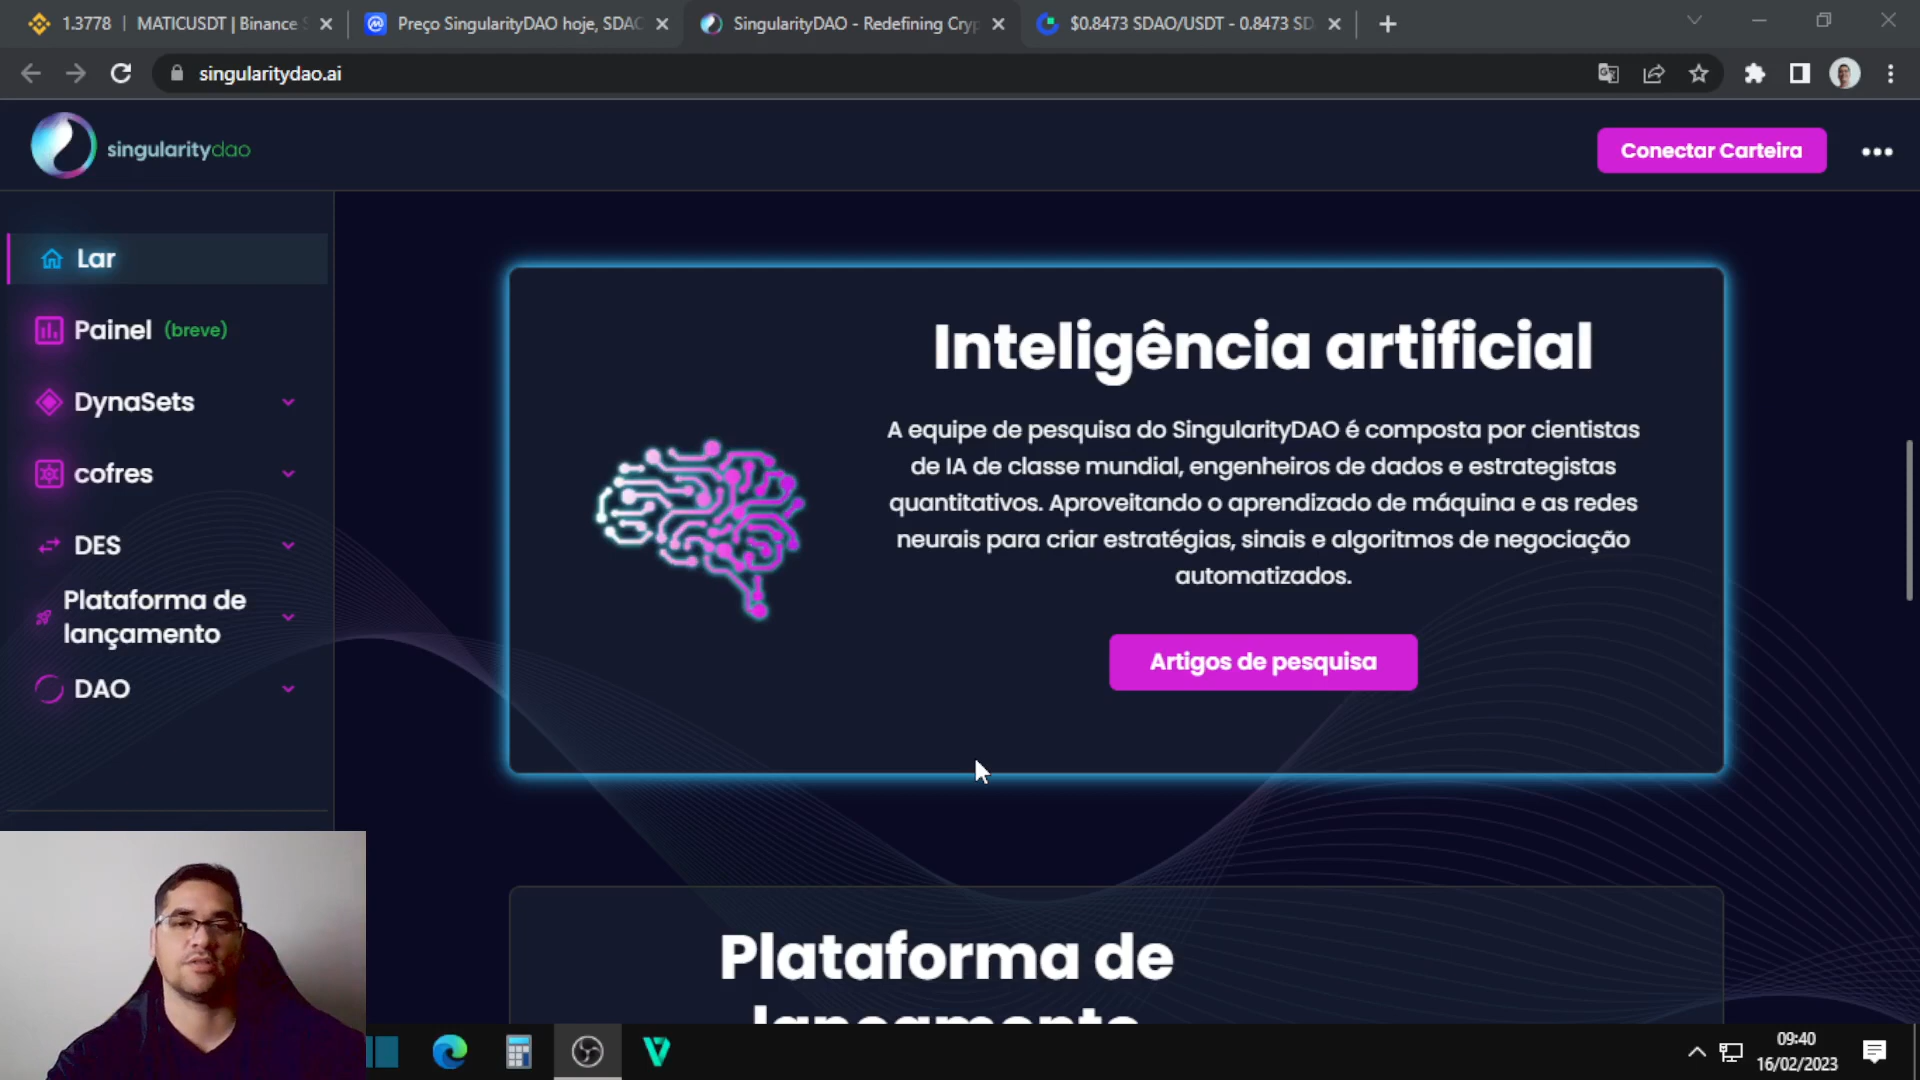 1.3778 | MATICUSDT | Binance S
Preço SingularityDAO hoje, SDAO
SingularityDAO - Redefining Cryp
$0.8473 SDAO/USDT - 0.8473 SD
singularitydao.ai
singularitydao
Conectar Carteira
Lar
Painel (breve)
DynaSets
cofres
DES
Plataforma de
lançamento
DAO
Inteligência artificial
A equipe de pesquisa do SingularityDAO é composta por cientistas
de IA de classe mundial, engenheiros de dados e estrategistas
quantitativos. Aproveitando o aprendizado de máquina e as redes
neurais para criar estratégias, sinais e algoritmos de negociação
automatizados.
Artigos de pesquisa
Plataforma de
lançamento
09:40
16/02/2023